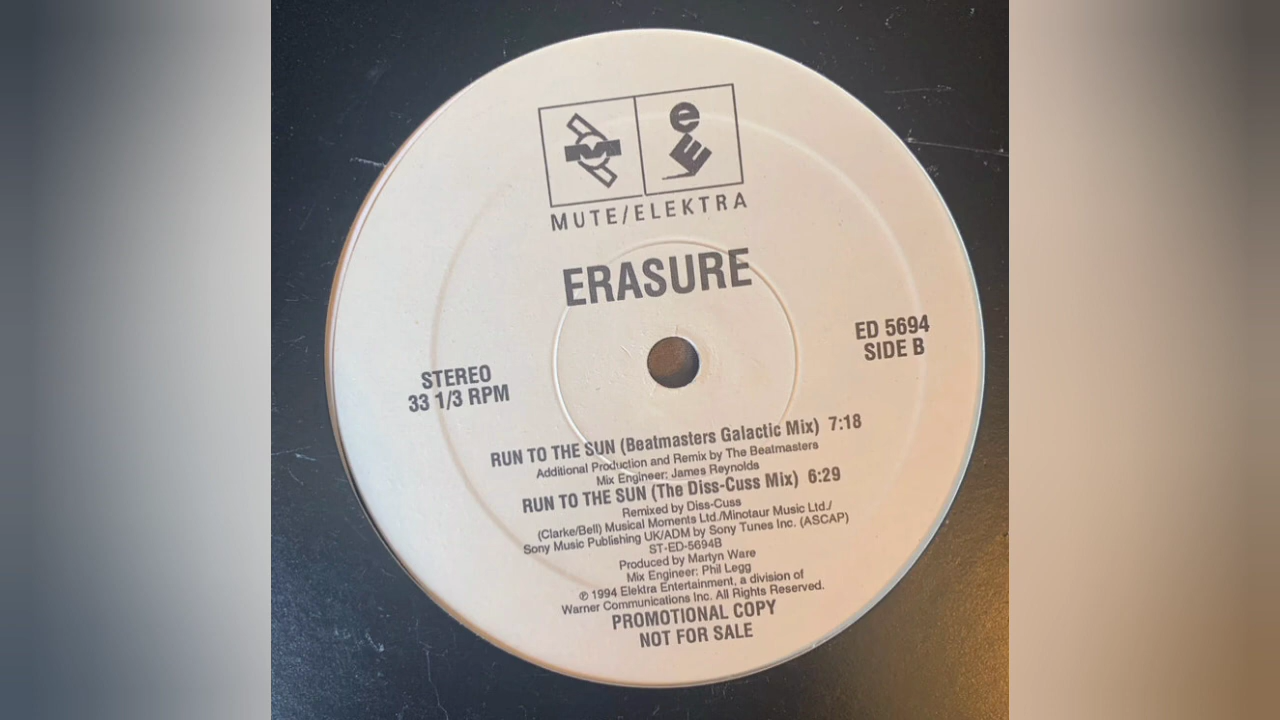 MUTE/ELEKTRA
ERASURE
ED 5694
SIDE B
STEREO
33 1/3 RPM
RUN TO THE SUN (Beatmasters Galactic Mix) 7:18
Additional Production and Remix by The Beatmasters
Mix Engineer: James Reynolds
RUN TO THE SUN (The Diss-Cuss Mix) 6:29
Remixed by Diss-Cuss
(Clarke/Bell) Musical Moments Ltd./Minotaur Music Ltd./
Sony Music Publishing UK/ADM by Sony Tunes Inc. (ASCAP)
ST-ED-5694B
Produced by Martyn Ware
Mix Engineer: Phil Legg
℗ 1994 Elektra Entertainment, a division of
Warner Communications Inc. All Rights Reserved.
PROMOTIONAL COPY
NOT FOR SALE